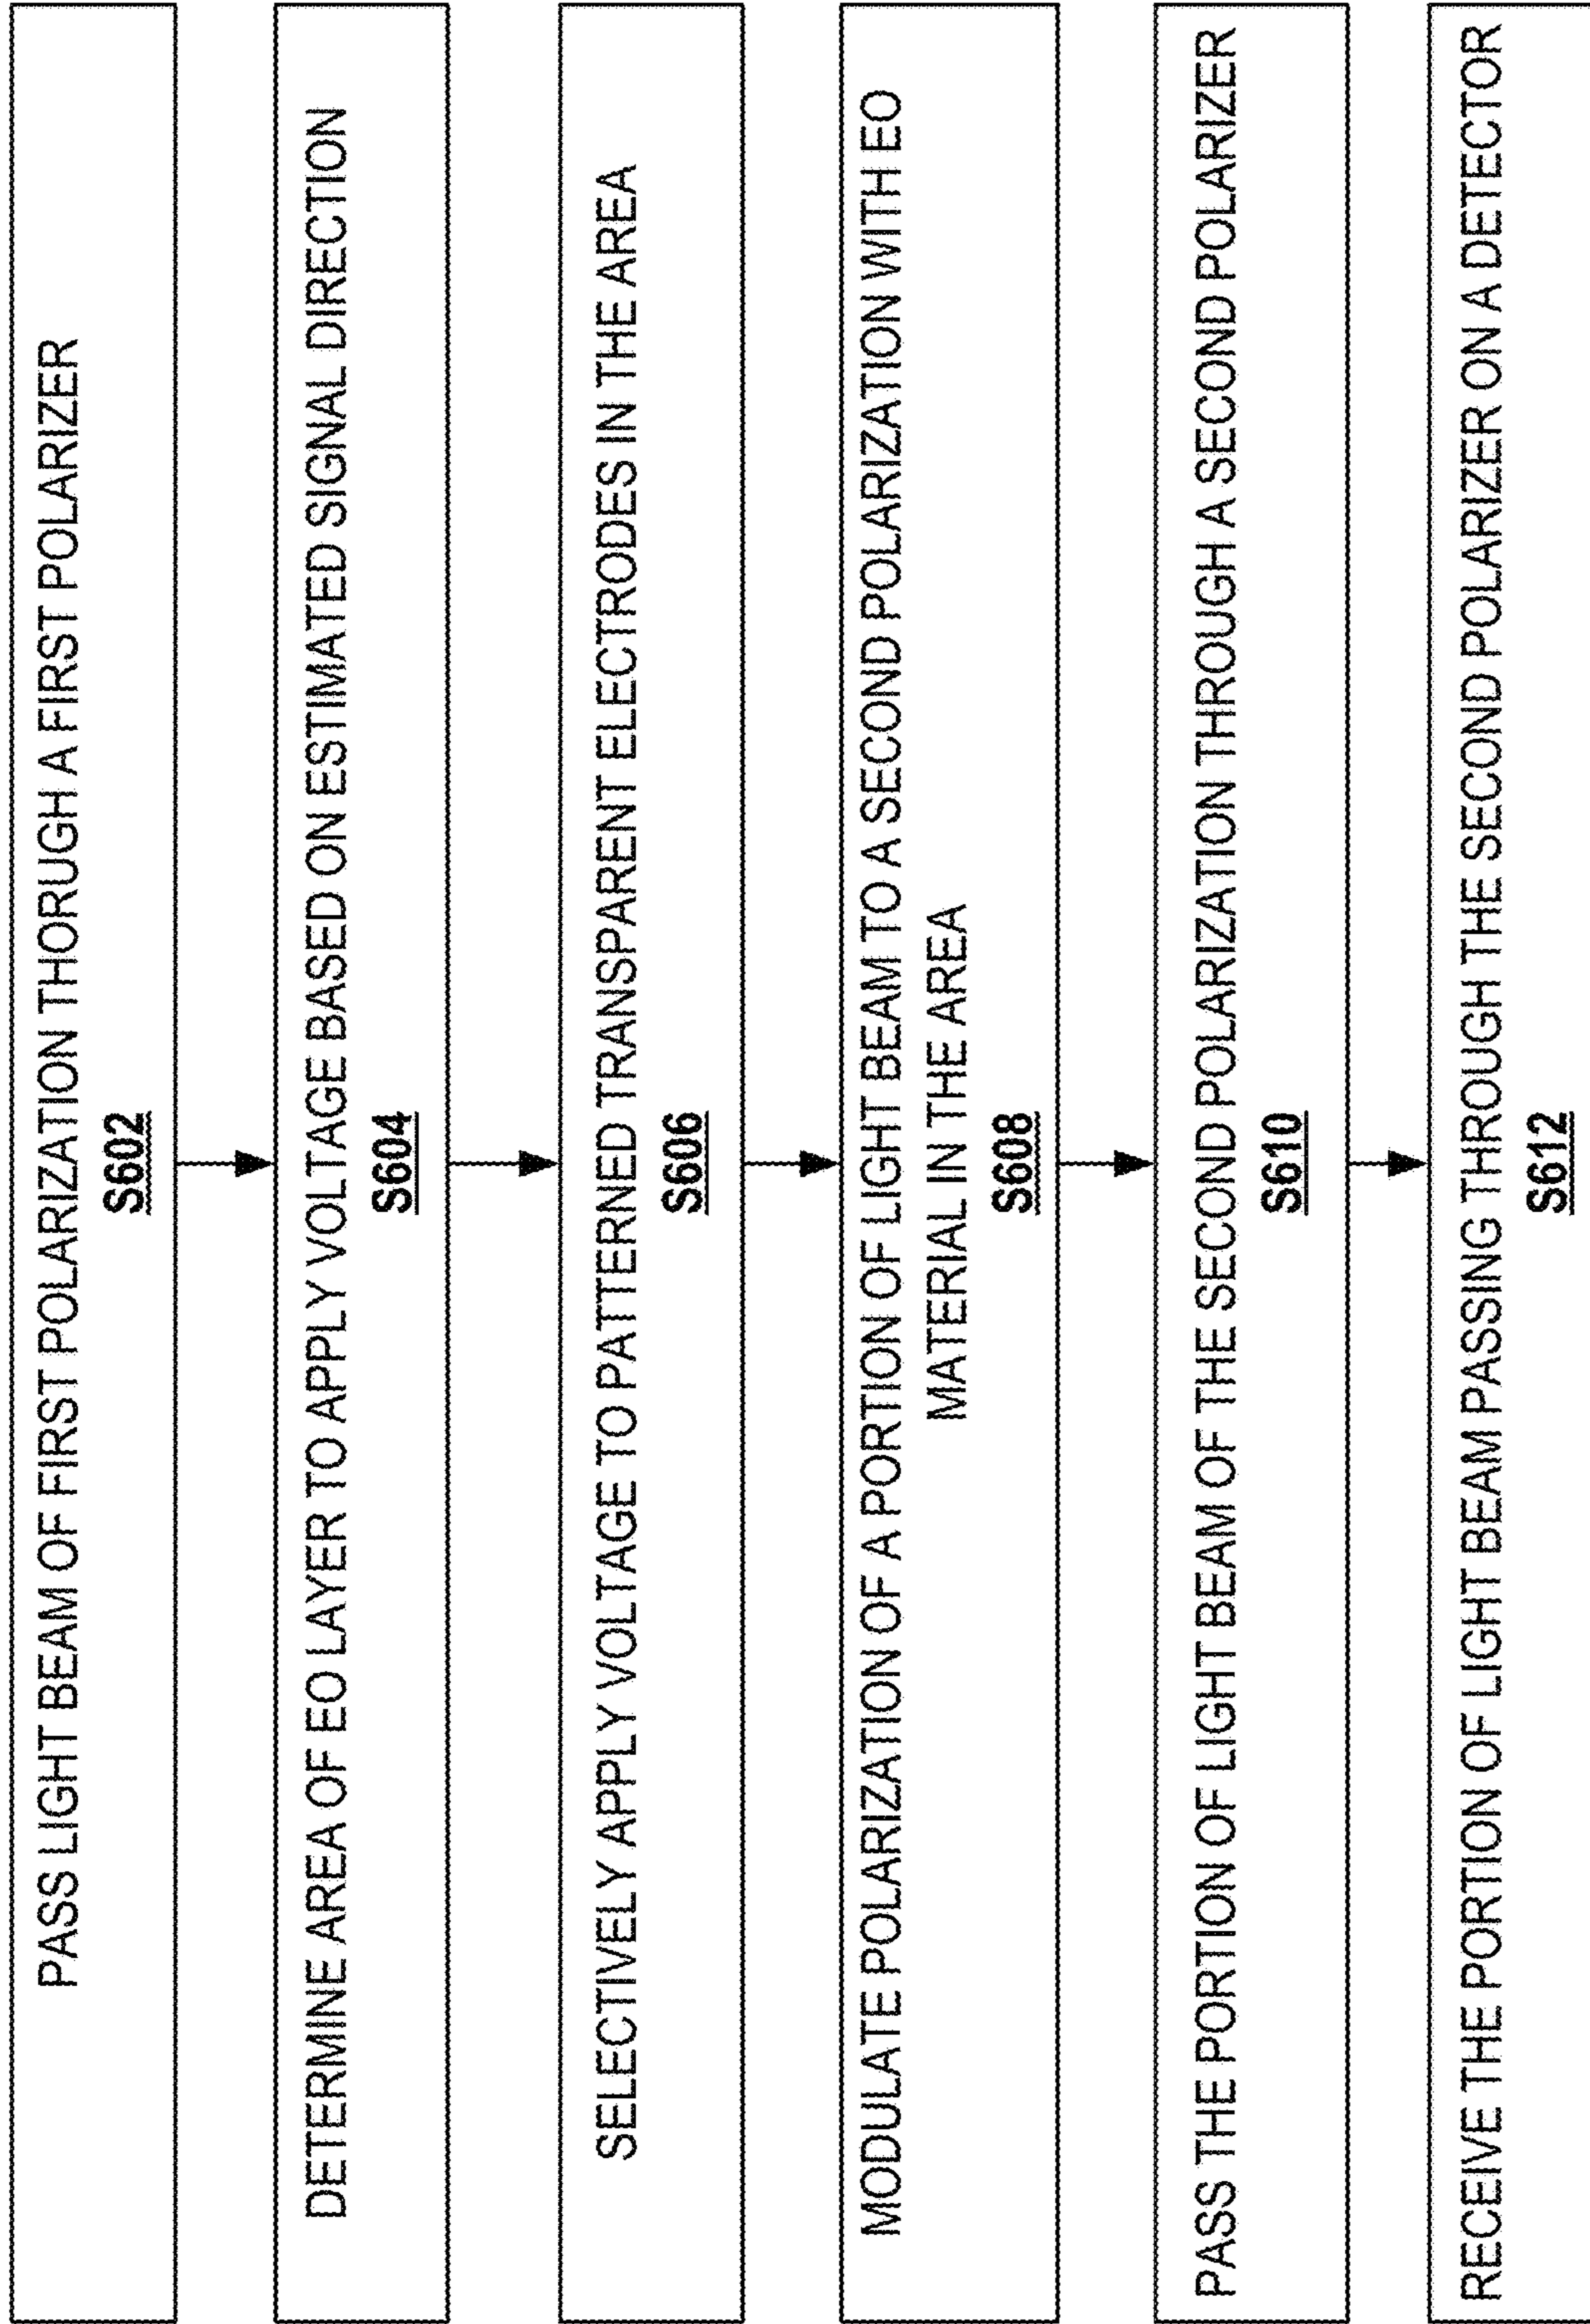 PASS LIGHT BEAM OF FIRST POLARIZATION THORUGH A FIRST POLARIZER
S602
DETERMINE AREA OF EO LAYER TO APPLY VOLTAGE BASED ON ESTIMATED SIGNAL DIRECTION
S604
SELECTIVELY APPLY VOLTAGE TO PATTERNED TRANSPARENT ELECTRODES IN THE AREA
S606
MODULATE POLARIZATION OF A PORTION OF LIGHT BEAM TO A SECOND POLARIZATION WITH EO
MATERIAL IN THE AREA
S608
PASS THE PORTION OF LIGHT BEAM OF THE SECOND POLARIZATION THROUGH A SECOND POLARIZER
S610
RECEIVE THE PORTION OF LIGHT BEAM PASSING THROUGH THE SECOND POLARIZER ON A DETECTOR
S612